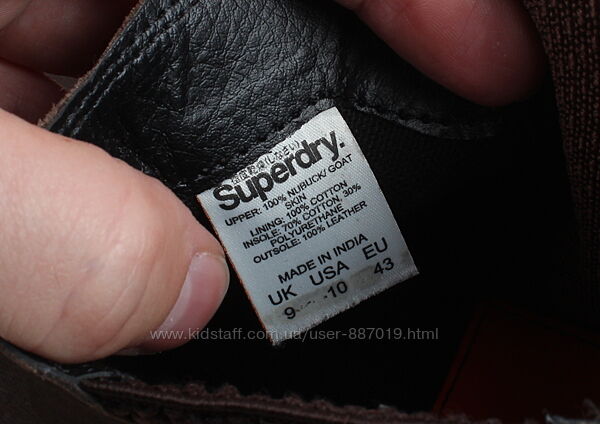 Superdry.
UPPER: 100% NUBUCK/ GOAT
SKIN
LINING: 100% COTTON
INSOLE: 70% COTTON, 30%
POLYURETHANE
OUTSOLE: 100% LEATHER
MADE IN INDIA
UK USA EU
9 10 43
www.kidstaff.com.ua/user-887019.html